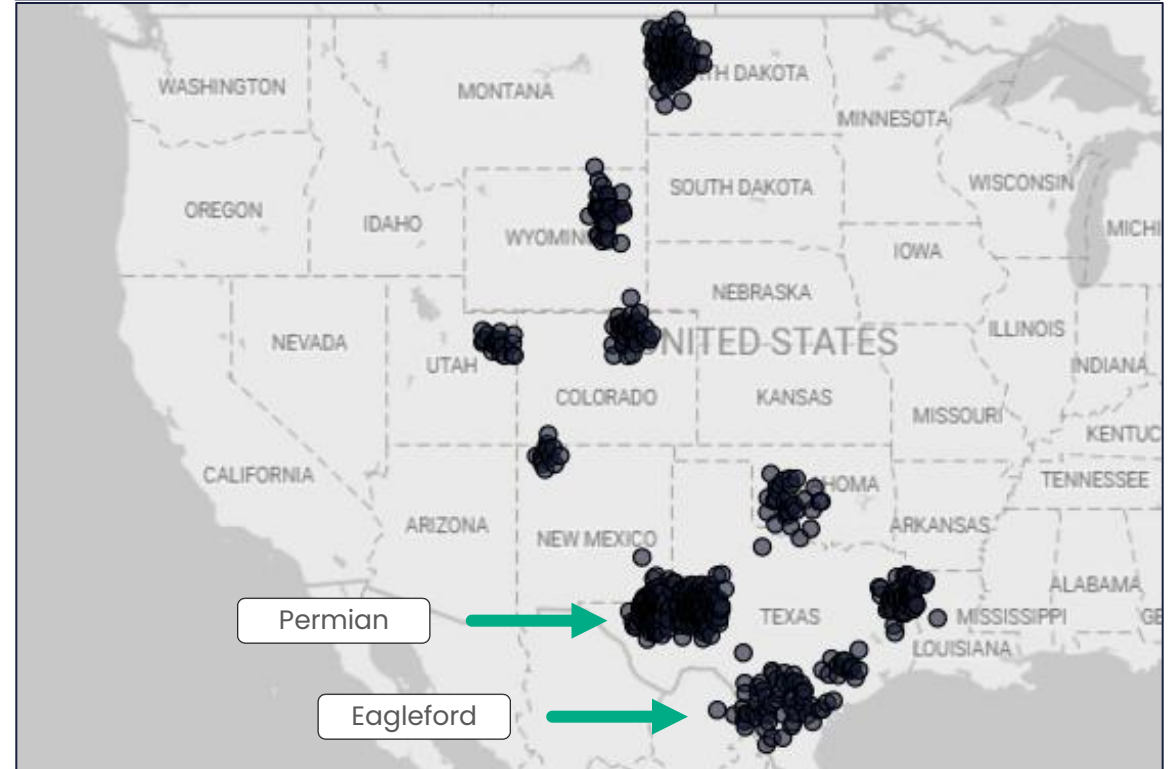 WASHINGTON
MONTANA
TH DAKOTA
MINNESOTA
OREGON
IDAHO
WYOMIN
SOUTH DAKOTA
WISCONSIN
MICHI
IOWA
NEBRASKA
NEVADA
UTAH
NITED STATES
ILLINOIS
INDIANA
COLORADO
KANSAS
MISSOURI
KENTUC
CALIFORNIA
ARIZONA
NEW MEXICO
HOMA
TENNESSEE
ARKANSAS
ALABAMA
Permian
TEXAS
MISSISSIPPI
GE
LOUISIANA
Eagleford